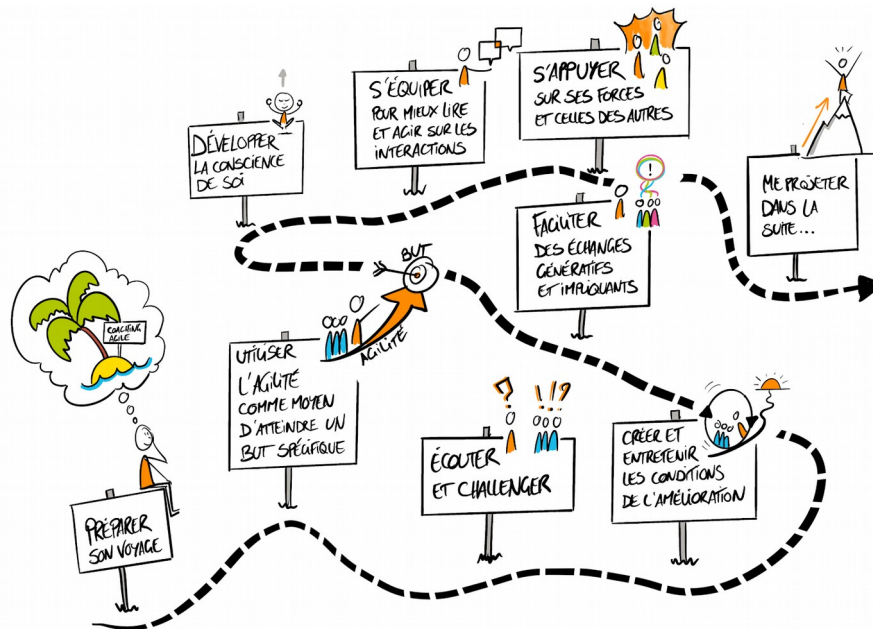 COACHING
AGILE
PRÉPARER
SON VOYAGE
UTILISER
L'AGILITÉ
COMME MOYEN
D'ATTEINDRE UN
BUT SPÉCIFIQUE
AGILITÉ
BUT
ÉCOUTER
ET CHALLENGER
? !!?
CRÉER ET
ENTRETENIR
LES CONDITIONS
DE L'AMÉLIORATION
FACILITER
DES ÉCHANGES
GÉNÉRATIFS
ET IMPLIQUANTS
!
DÉVELOPPER
LA CONSCIENCE
DE SOI
S'ÉQUIPER
POUR MIEUX LIRE
ET AGIR SUR LES
INTERACTIONS
S'APPUYER
SUR SES FORCES
ET CELLES DES AUTRES
ME PROJETER
DANS LA
SUITE...